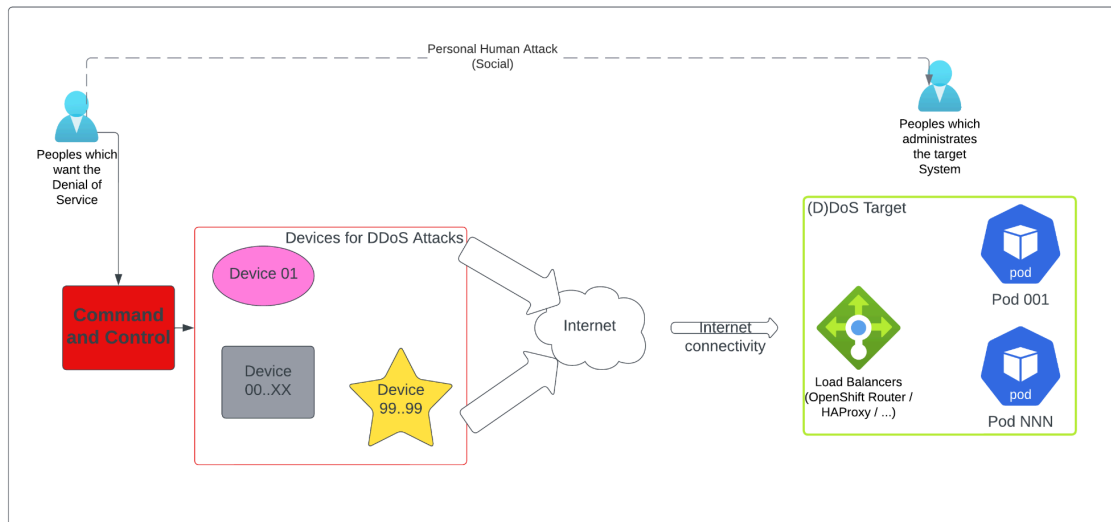 Personal Human Attack
(Social)
Peoples which
want the
Denial of
Service
Peoples which
administrates
the target
System
Command
and Control
Devices for DDoS Attacks
Device 01
Device
00..XX
Device
99..99
Internet
Internet
connectivity
(D)DoS Target
Load Balancers
(OpenShift Router /
HAProxy / ...)
pod
Pod 001
pod
Pod NNN